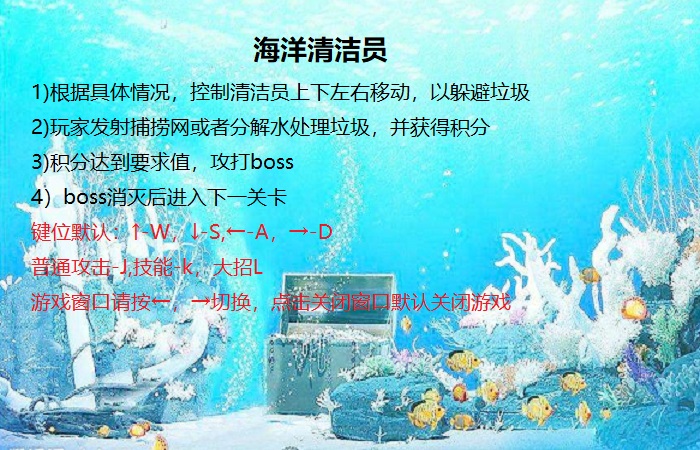 海洋清洁员
1)根据具体情况，控制清洁员上下左右移动，以躲避垃圾
2)玩家发射捕捞网或者分解水处理垃圾，并获得积分
3)积分达到要求值，攻打boss
4）boss消灭后进入下一关卡
键位默认：↑-W，↓-S,←-A，→-D
普通攻击-J,技能-k，大招L
游戏窗口请按←，→切换，点击关闭窗口默认关闭游戏